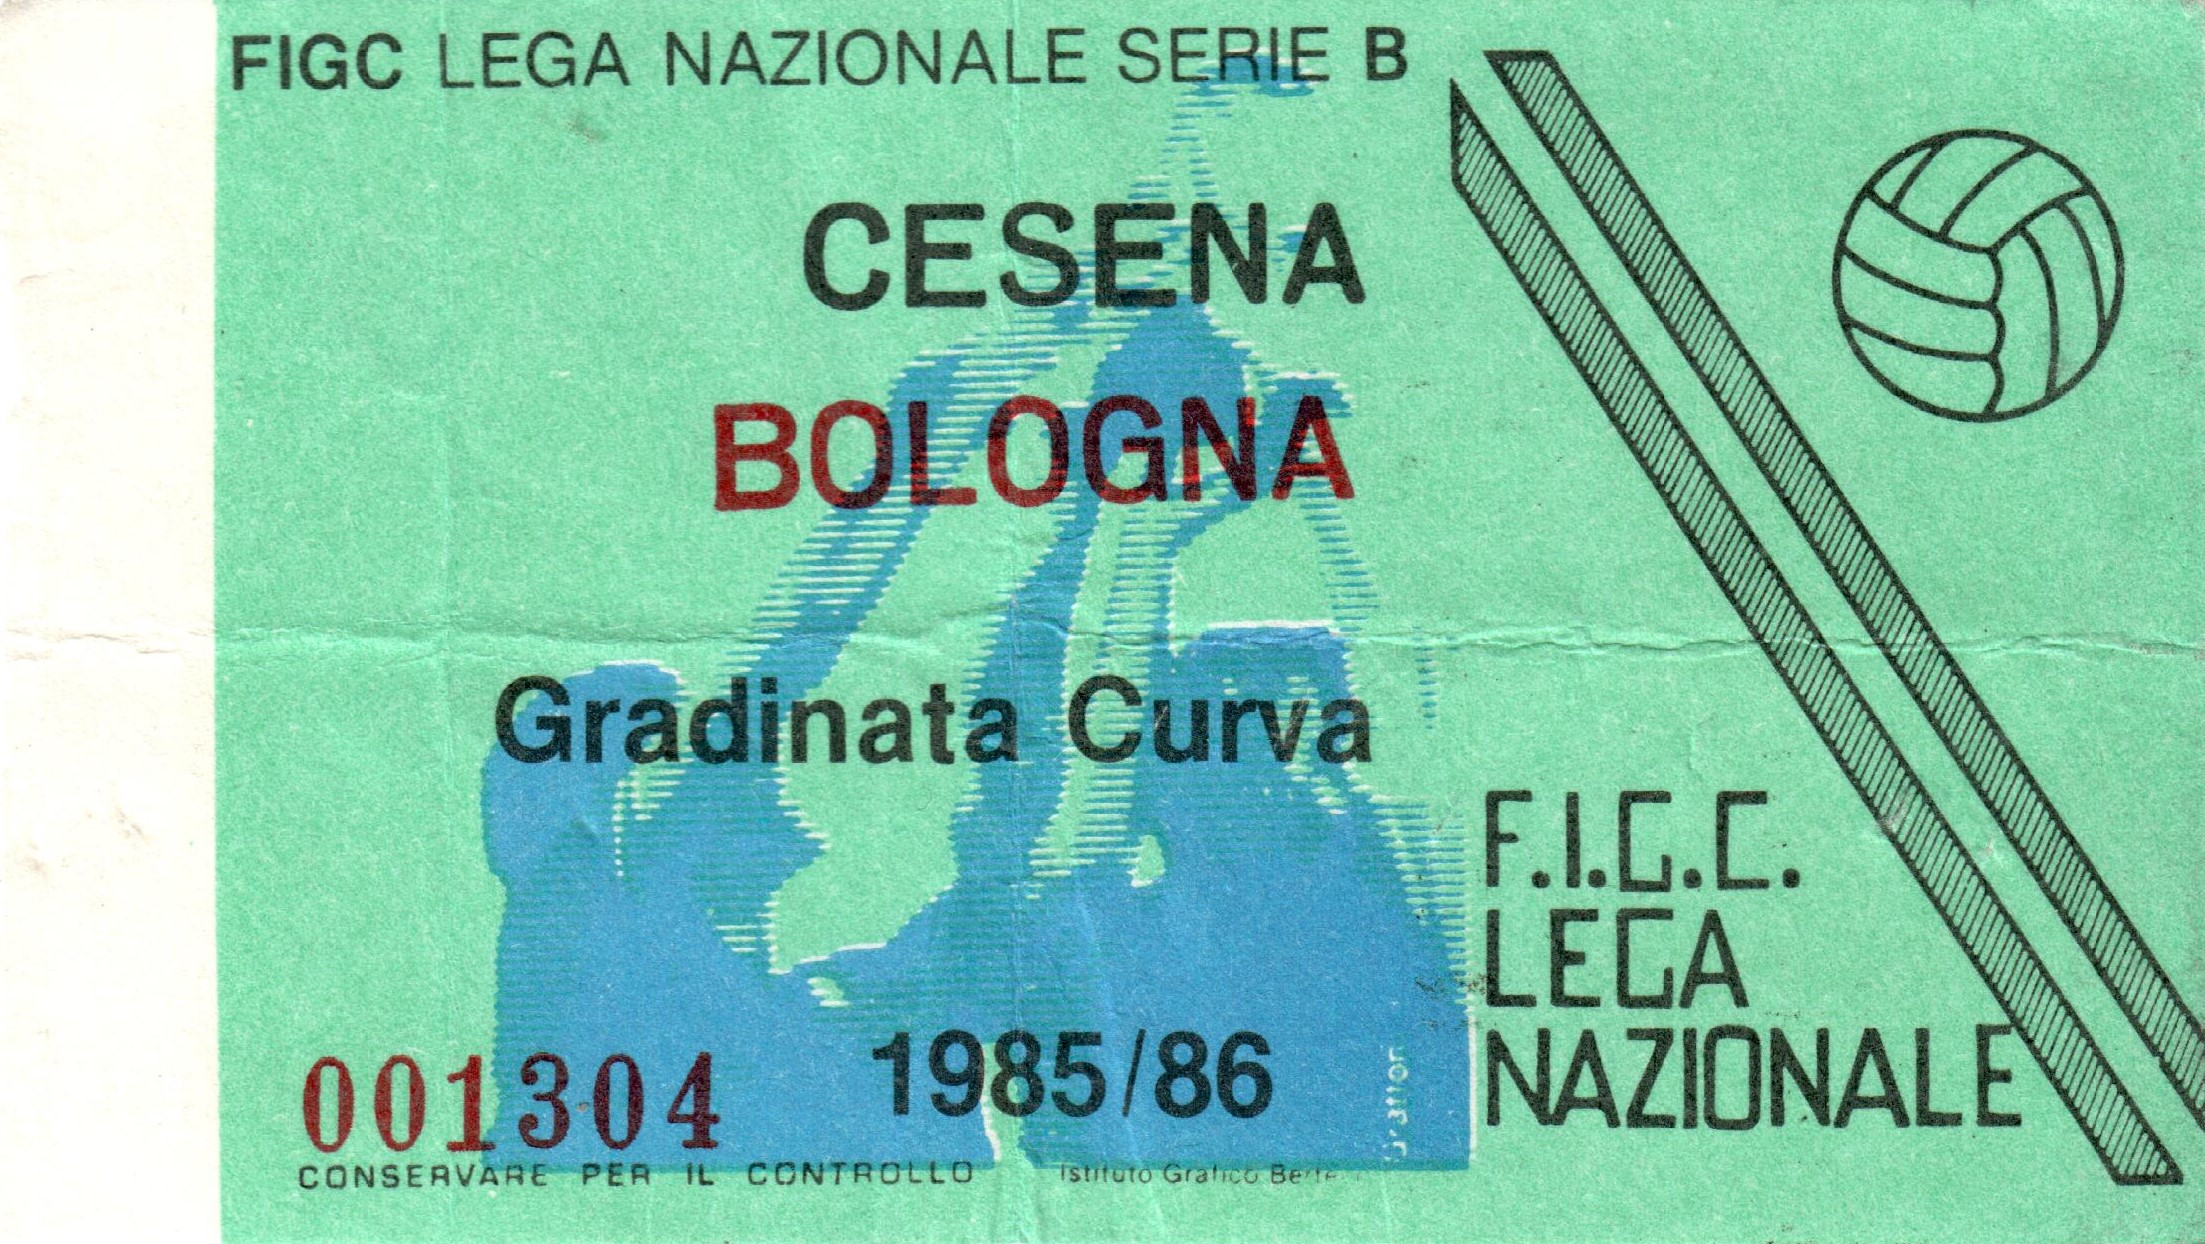 FIGC LEGA NAZIONALE SERIE B
CESENA
BOLOGNA
Gradinata Curva
F.I.G.C.
LEGA
NAZIONALE
1985/86
001304
CONSERVARE PER IL CONTROLLO
Istituto Grafico